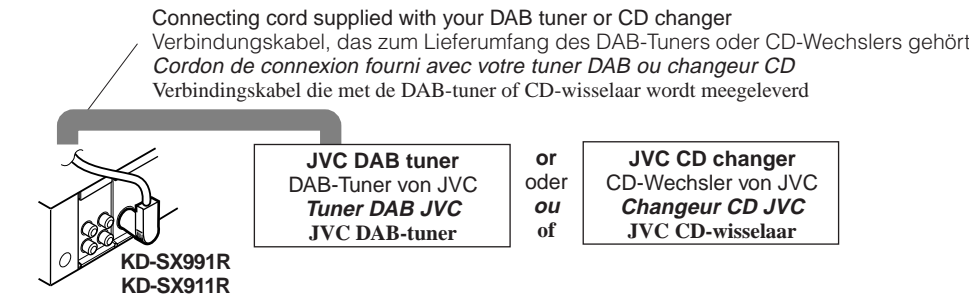 Connecting cord supplied with your DAB tuner or CD changer
Verbindungskabel, das zum Lieferumfang des DAB-Tuners oder CD-Wechslers gehört
Cordon de connexion fourni avec votre tuner DAB ou changeur CD
Verbindingskabel die met de DAB-tuner of CD-wisselaar wordt meegeleverd
JVC DAB tuner or JVC CD changer
DAB-Tuner von JVC oder CD-Wechsler von JVC
Tuner DAB JVC ou Changeur CD JVC
JVC DAB-tuner of JVC CD-wisselaar
KD-SX991R
KD-SX911R